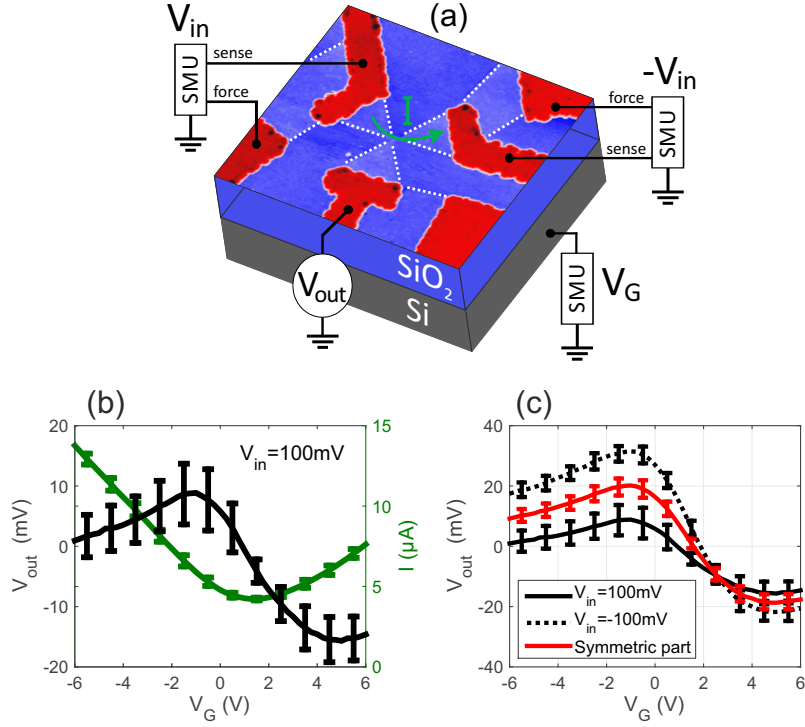 (a)
V_in
sense
SMU
force
I
-V_in
force
SMU
sense
V_out
SiO₂
Si
SMU
V_G
(b)
V_in=100mV
20
10
0
-10
-20
V_out (mV)
15
10
5
0
I (µA)
-6 -4 -2 0 2 4 6
V_G (V)
(c)
40
20
0
-20
-40
V_out (mV)
V_in=100mV
V_in=-100mV
Symmetric part
-6 -4 -2 0 2 4 6
V_G (V)